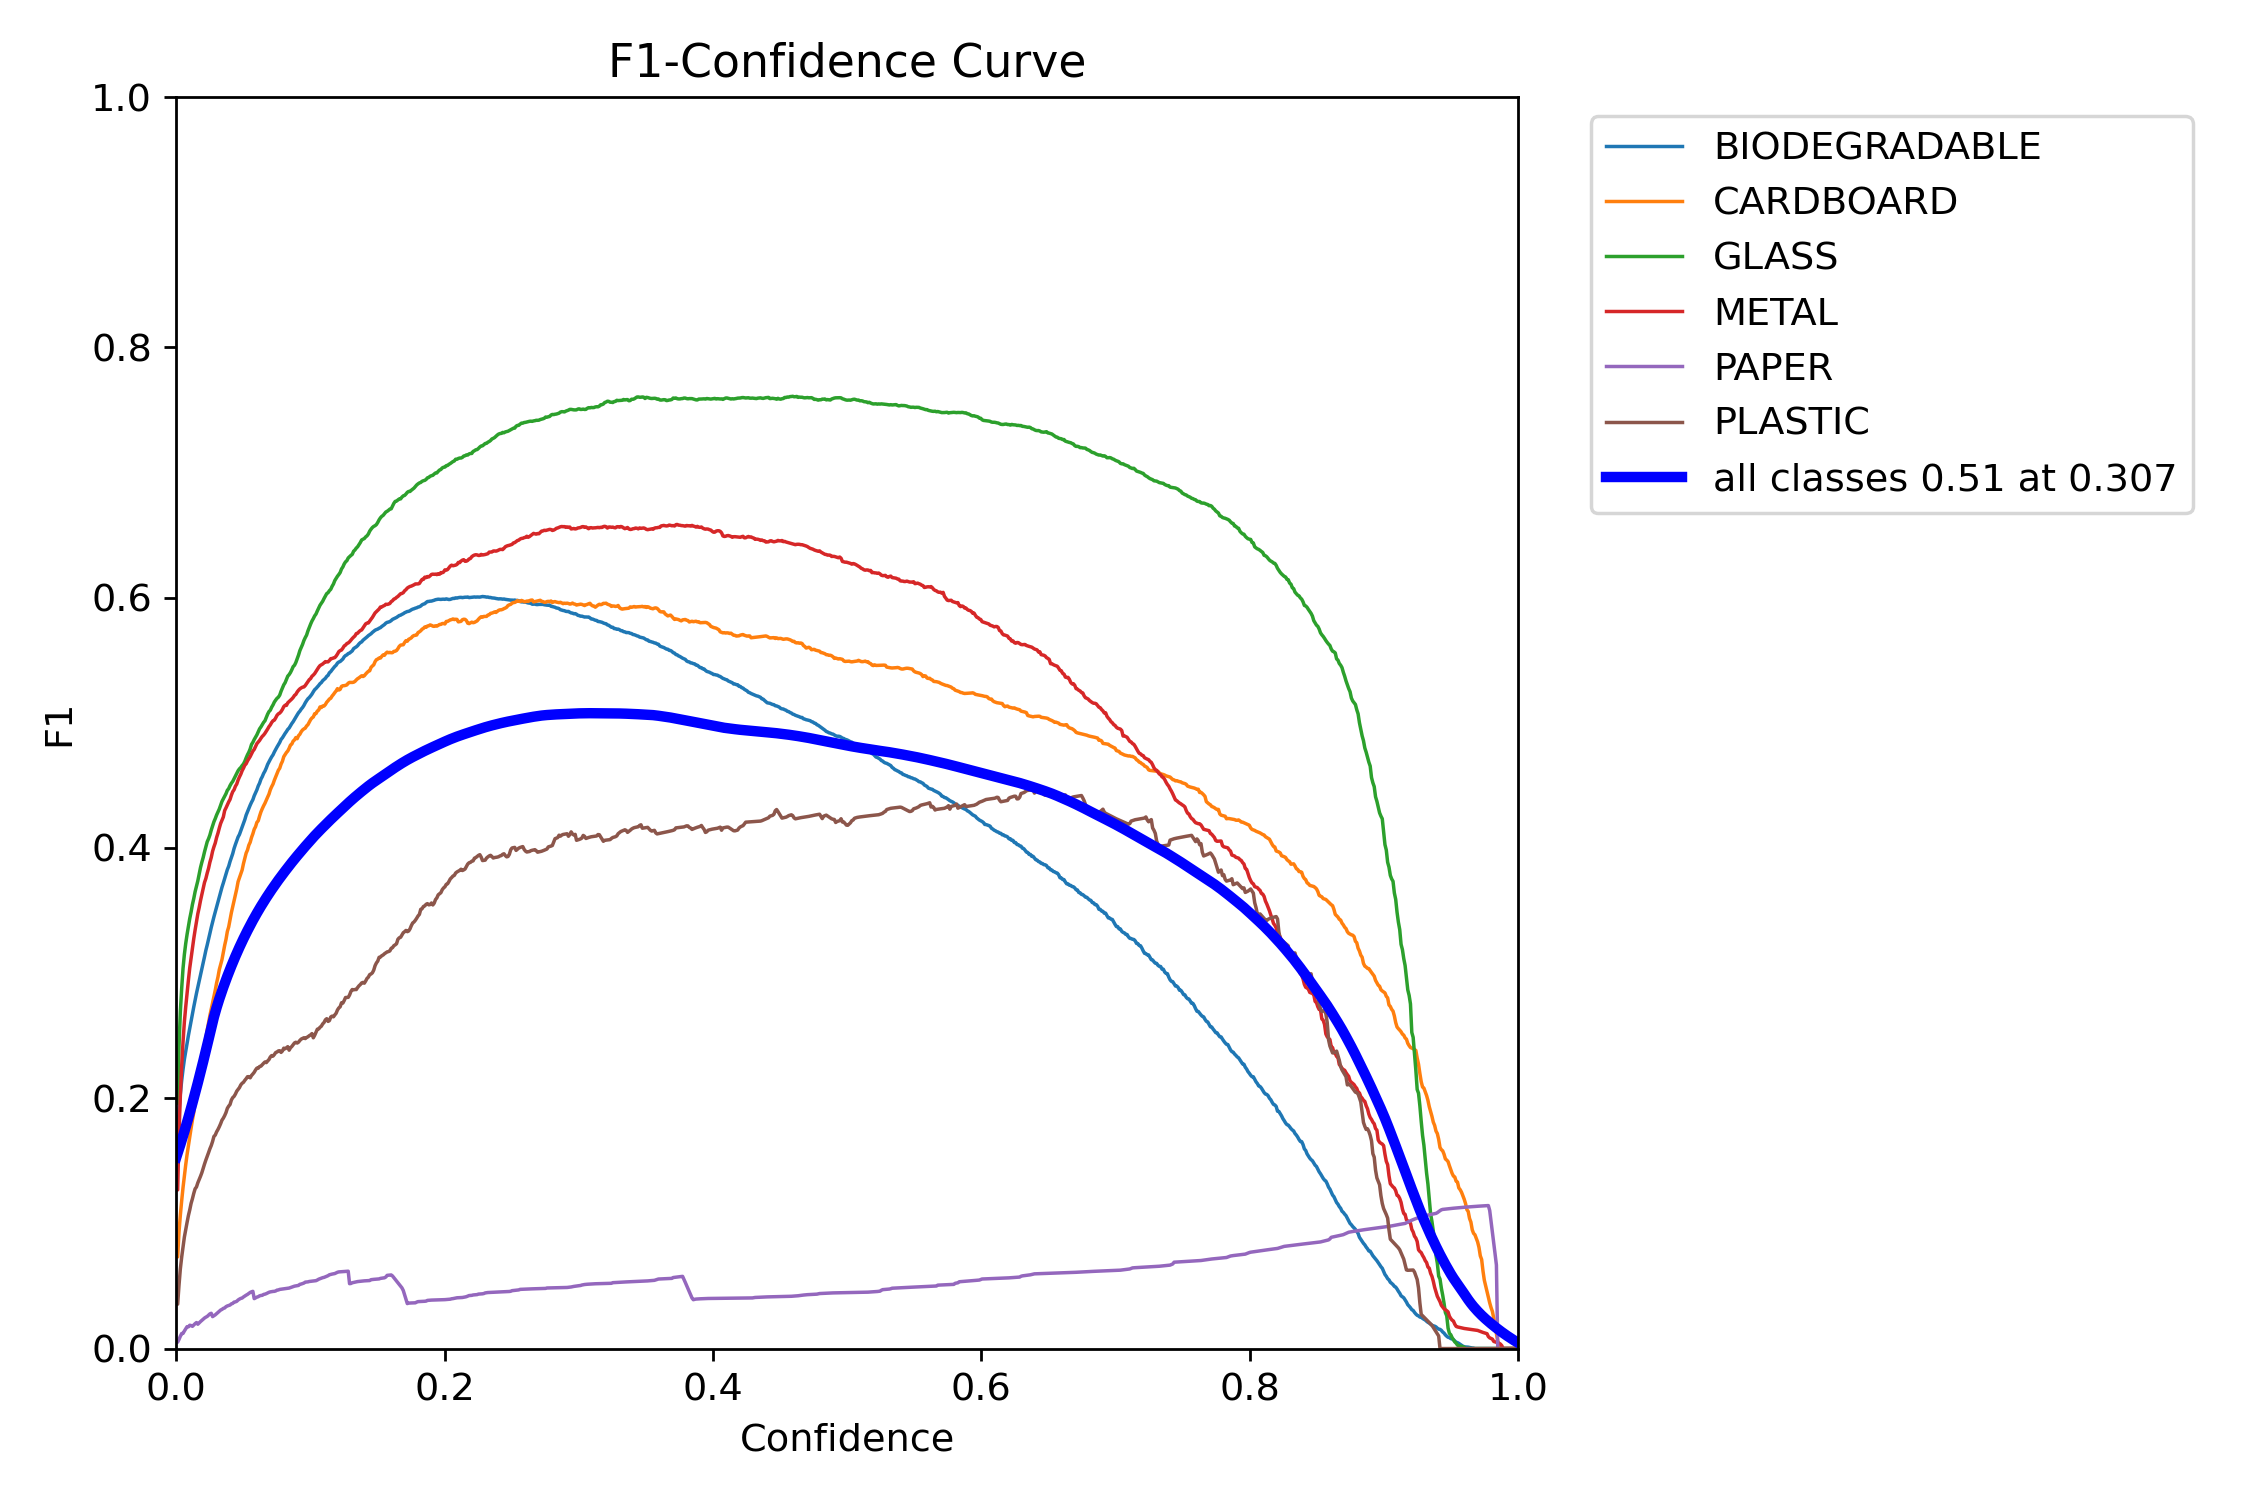 F1-Confidence Curve
1.0
0.8
0.6
0.4
0.2
0.0
F1
0.0 0.2 0.4 0.6 0.8 1.0
Confidence
BIODEGRADABLE
CARDBOARD
GLASS
METAL
PAPER
PLASTIC
all classes 0.51 at 0.307